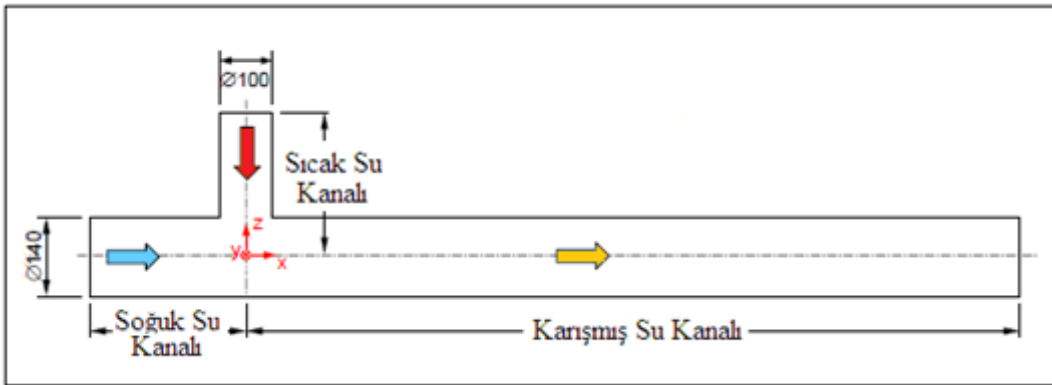 Ø100
Sıcak Su
Kanalı
Ø140
z
y
x
Soğuk Su
Kanalı
Karışmış Su Kanalı